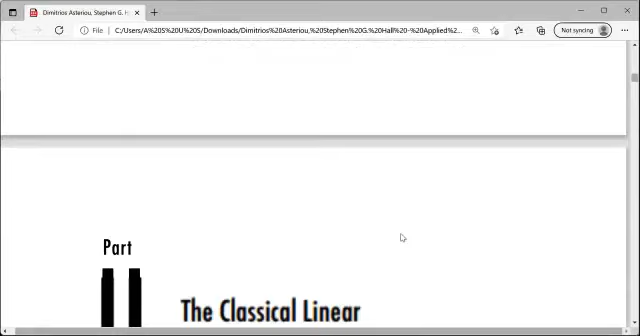 Dimitrios Asteriou, Stephen G. H
File
C:/Users/A%20S%20U%20S/Downloads/Dimitrios%20Asteriou,%20Stephen%20G.%20Hall%20-%20Applied%2...
Not syncing
Part
II
The Classical Linear